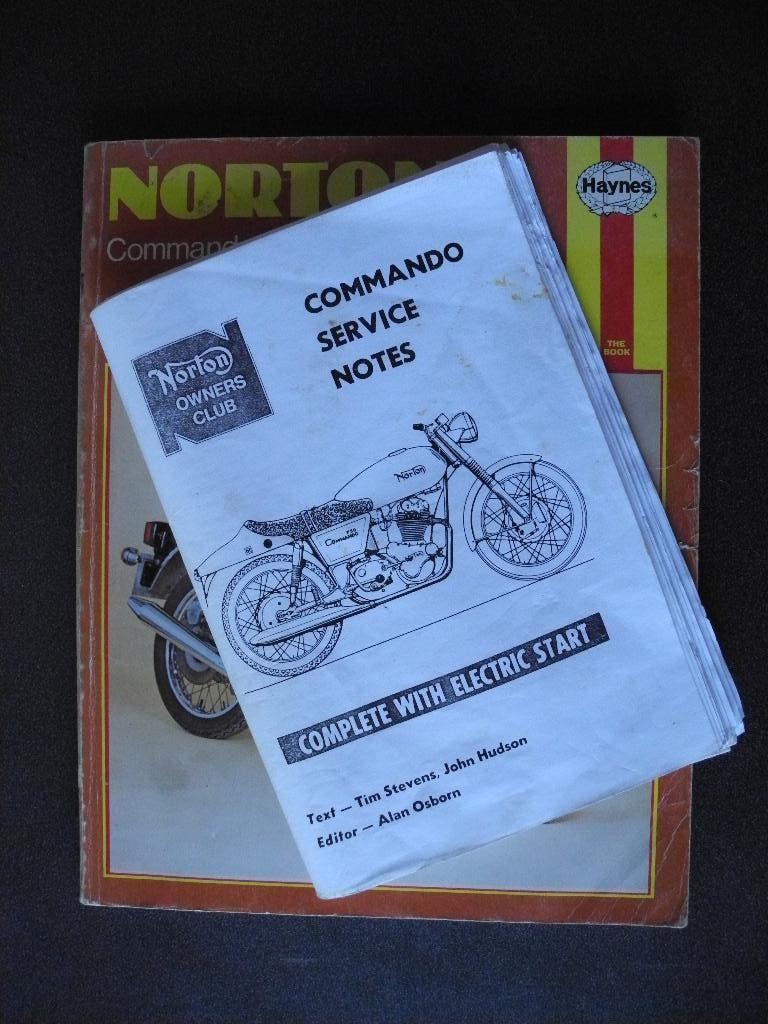 NORTO
Command
Haynes
THE
BOOK
COMMANDO
SERVICE
NOTES
Norton
OWNERS
CLUB
Norton
Commando
COMPLETE WITH ELECTRIC START
Text — Tim Stevens, John Hudson
Editor — Alan Osborn